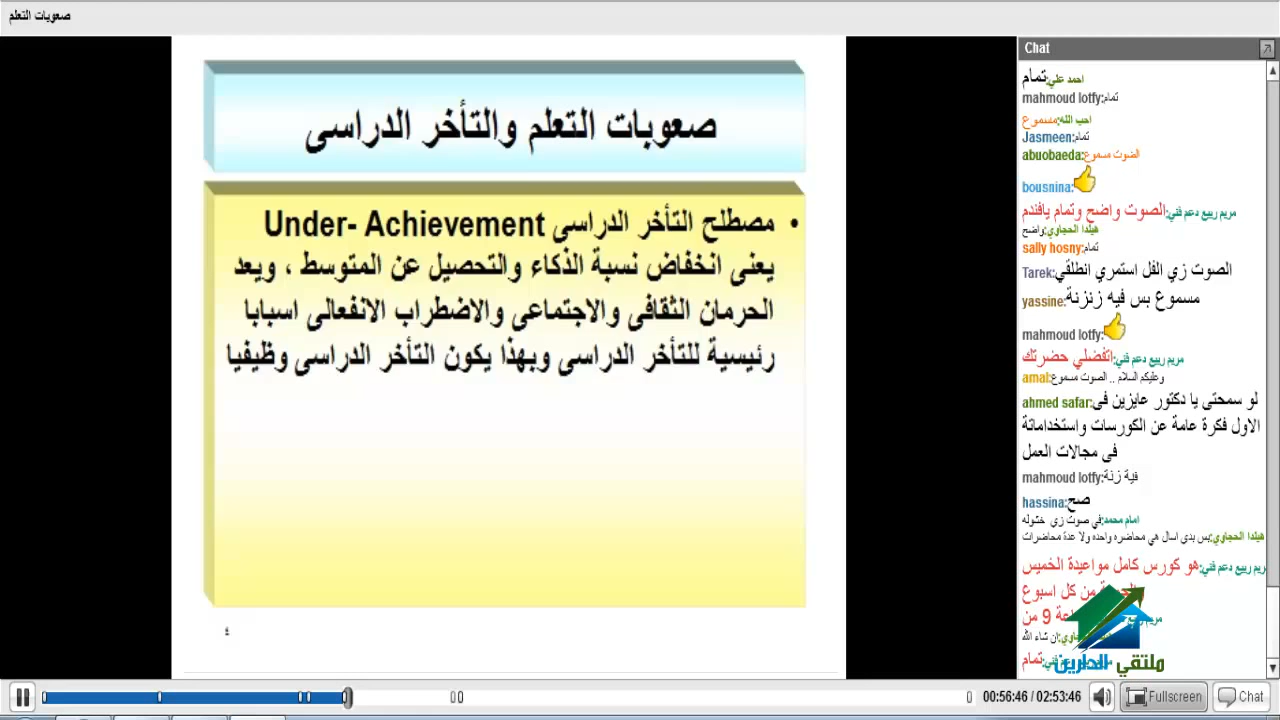 صعوبات التعلم
صعوبات التعلم والتأخر الدراسى
• مصطلح التأخر الدراسى Under- Achievement
يعنى انخفاض نسبة الذكاء والتحصيل عن المتوسط ، ويعد
الحرمان الثقافى والاجتماعى والاضطراب الانفعالى اسبابا
رئيسية للتأخر الدراسى وبهذا يكون التأخر الدراسى وظيفيا
٤
Chat
احمد علي:تمام
mahmoud lotfy:تمام
احب الله:مسموع
Jasmeen:تمام
abuobaeda:الصوت مسموع
bousnina:
مريم ربيع دعم فني:الصوت واضح وتمام يافندم
هيلدا الحجاوي:واضح
sally hosny:تمام
Tarek:الصوت زي الفل استمري انطلقي
yassine:مسموع بس فيه زنزنة
mahmoud lotfy:
مريم ربيع دعم فني:اتفضلي حضرتك
amal:وعليكم السلام .. الصوت مسموع
ahmed safar:لو سمحتى يا دكتور عايزين فى
الاول فكرة عامة عن الكورسات واستخداماتة
فى مجالات العمل
mahmoud lotfy:فية زنة
hassina:صح
امام محمد:في صوت زي خشوله
هيلدا الحجاوي:بس بدي اسال هي محاضره واحده ولا عدة محاضرات
مريم ربيع دعم فني:هو كورس كامل مواعيدة الخميس
من كل اسبوع
9 من
ان شاء الله
تمام
ملتقي الدارين
00:56:46 / 02:53:46
Fullscreen
Chat